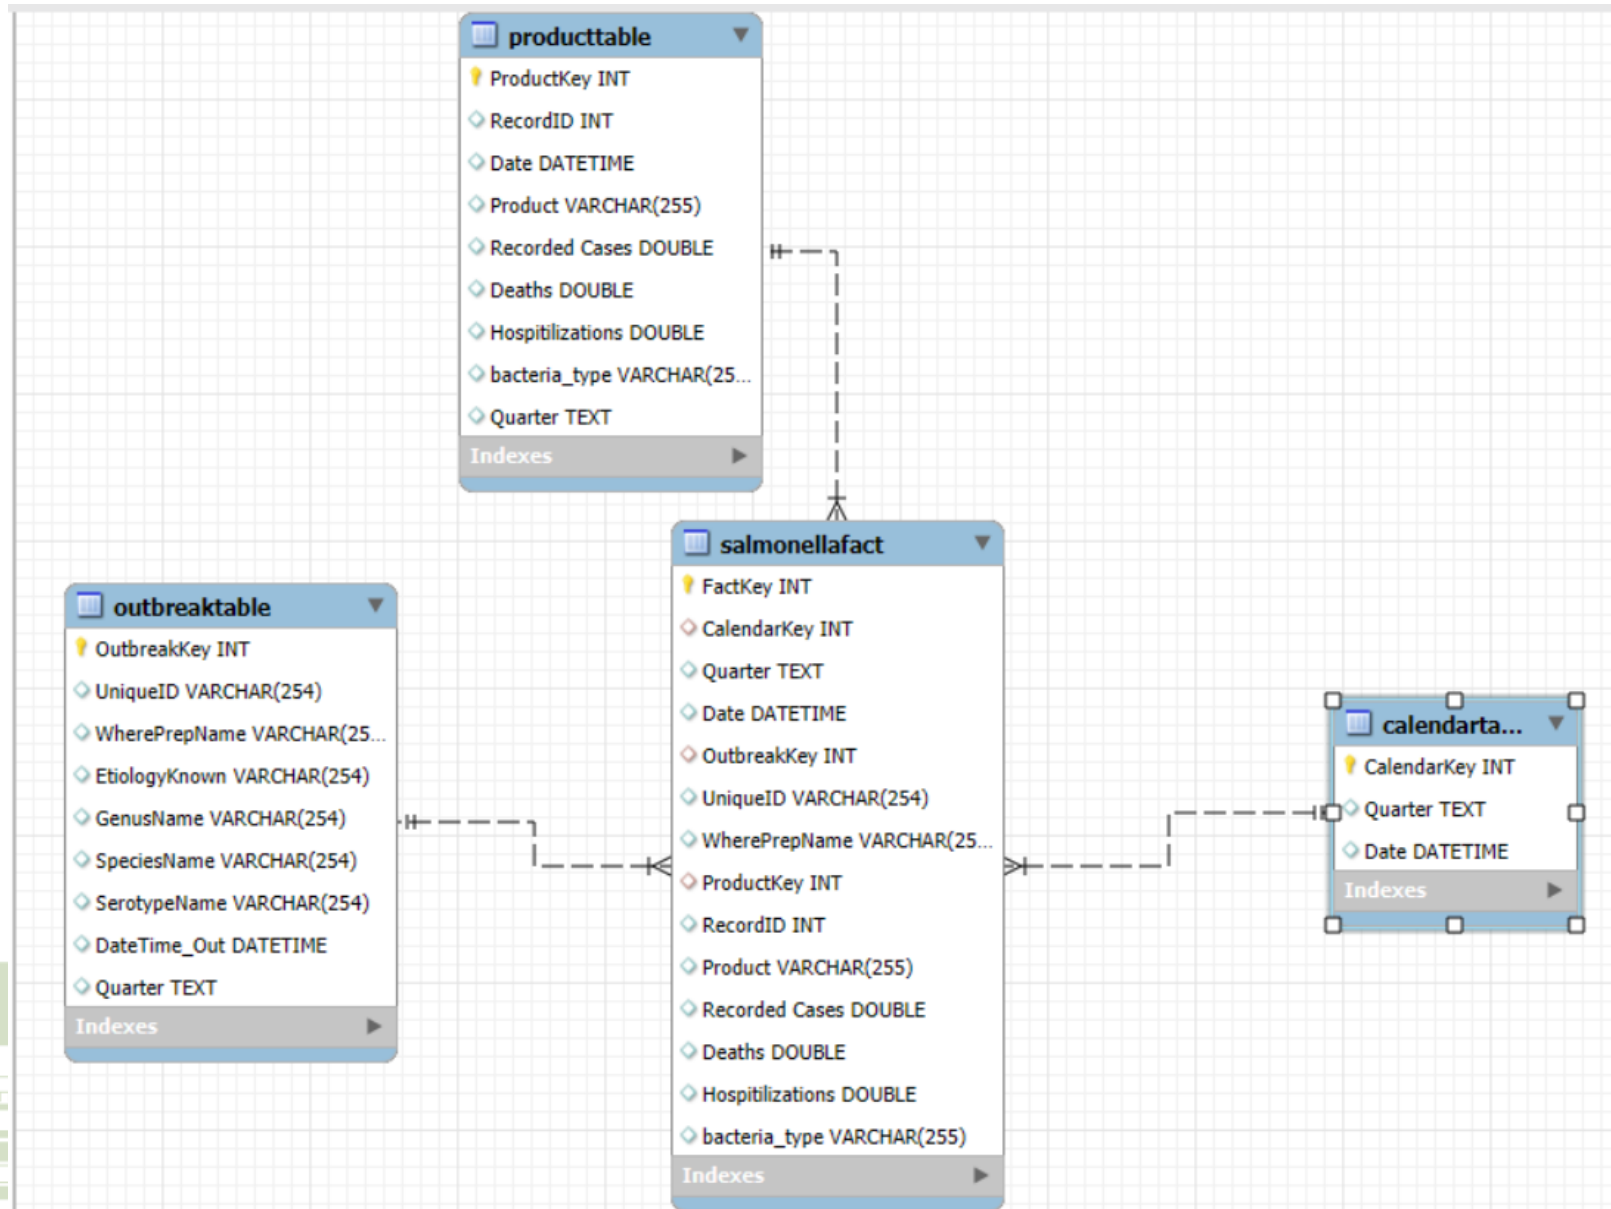 producttable
ProductKey INT
RecordID INT
Date DATETIME
Product VARCHAR(255)
Recorded Cases DOUBLE
Deaths DOUBLE
Hospitilizations DOUBLE
bacteria_type VARCHAR(25...
Quarter TEXT
Indexes
outbreaktable
OutbreakKey INT
UniqueID VARCHAR(254)
WherePrepName VARCHAR(25...
EtiologyKnown VARCHAR(254)
GenusName VARCHAR(254)
SpeciesName VARCHAR(254)
SerotypeName VARCHAR(254)
DateTime_Out DATETIME
Quarter TEXT
Indexes
salmonellafact
FactKey INT
CalendarKey INT
Quarter TEXT
Date DATETIME
OutbreakKey INT
UniqueID VARCHAR(254)
WherePrepName VARCHAR(25...
ProductKey INT
RecordID INT
Product VARCHAR(255)
Recorded Cases DOUBLE
Deaths DOUBLE
Hospitilizations DOUBLE
bacteria_type VARCHAR(255)
Indexes
calendarta...
CalendarKey INT
Quarter TEXT
Date DATETIME
Indexes